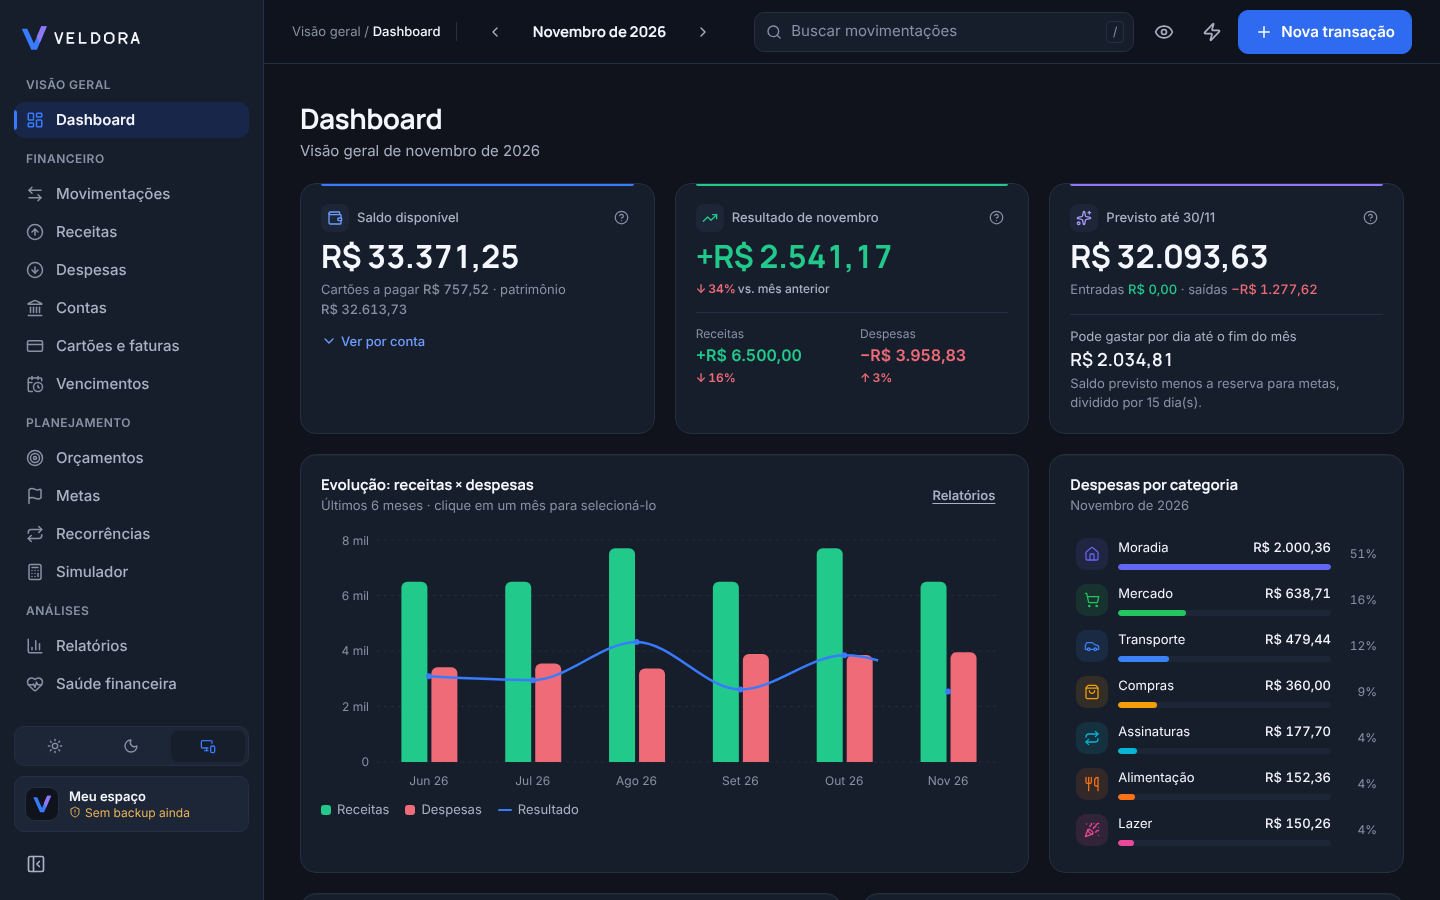 VELDORA
VISÃO GERAL
Dashboard
FINANCEIRO
Movimentações
Receitas
Despesas
Contas
Cartões e faturas
Vencimentos
PLANEJAMENTO
Orçamentos
Metas
Recorrências
Simulador
ANÁLISES
Relatórios
Saúde financeira
Meu espaço
Sem backup ainda
Visão geral / Dashboard
Novembro de 2026
Buscar movimentações /
Nova transação
Dashboard
Visão geral de novembro de 2026
Saldo disponível
R$ 33.371,25
Cartões a pagar R$ 757,52 · patrimônio
R$ 32.613,73
Ver por conta
Resultado de novembro
+R$ 2.541,17
↓ 34% vs. mês anterior
Receitas
+R$ 6.500,00
↓ 16%
Despesas
−R$ 3.958,83
↑ 3%
Previsto até 30/11
R$ 32.093,63
Entradas R$ 0,00 · saídas −R$ 1.277,62
Pode gastar por dia até o fim do mês
R$ 2.034,81
Saldo previsto menos a reserva para metas,
dividido por 15 dia(s).
Evolução: receitas × despesas
Últimos 6 meses · clique em um mês para selecioná-lo
Relatórios
8 mil
6 mil
4 mil
2 mil
0
Jun 26 Jul 26 Ago 26 Set 26 Out 26 Nov 26
Receitas Despesas Resultado
Despesas por categoria
Novembro de 2026
Moradia R$ 2.000,36 51%
Mercado R$ 638,71 16%
Transporte R$ 479,44 12%
Compras R$ 360,00 9%
Assinaturas R$ 177,70 4%
Alimentação R$ 152,36 4%
Lazer R$ 150,26 4%